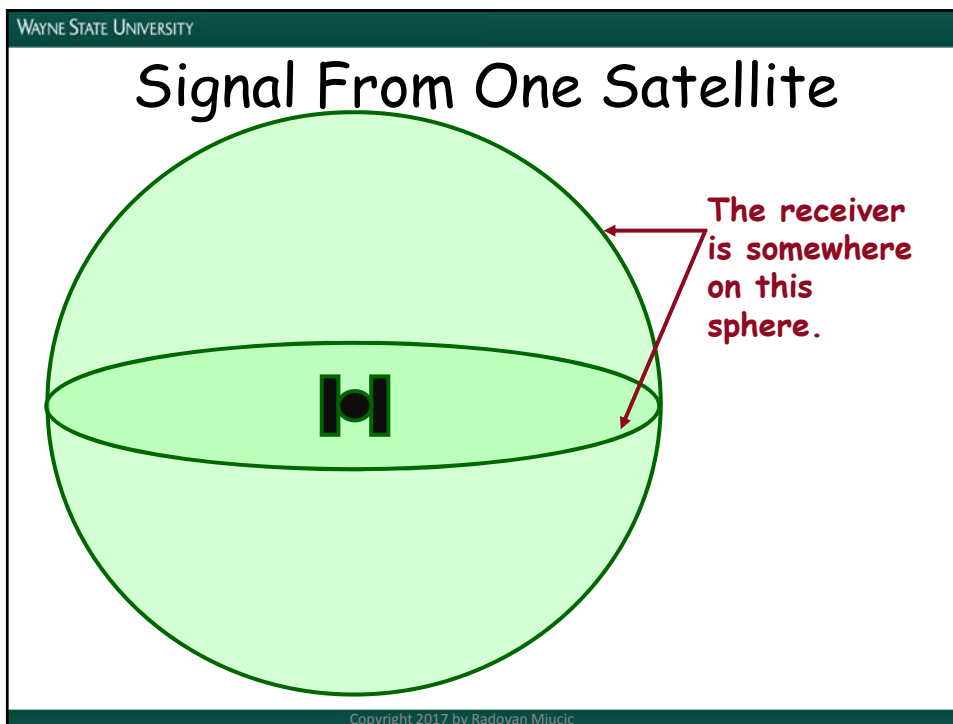 WAYNE STATE UNIVERSITY
Signal From One Satellite
The receiver
is somewhere
on this
sphere.
Copyright 2017 by Radovan Miucic